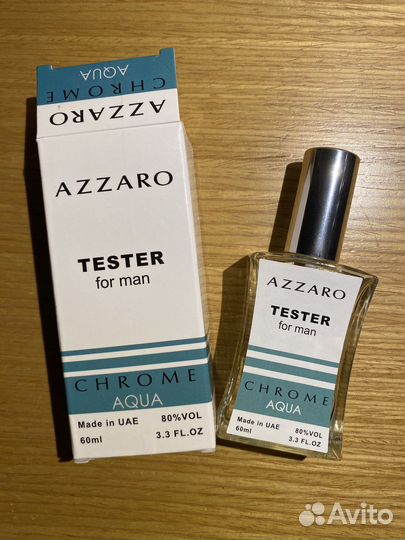 AQUA
CHROME
AZZARO
AZZARO
TESTER
for man
CHROME
AQUA
Made in UAE 80%VOL
60ml 3.3 FL.OZ
AZZARO
TESTER
for man
CHROME
AQUA
Made in UAE 80%VOL
60ml 3.3 FL.OZ
Avito